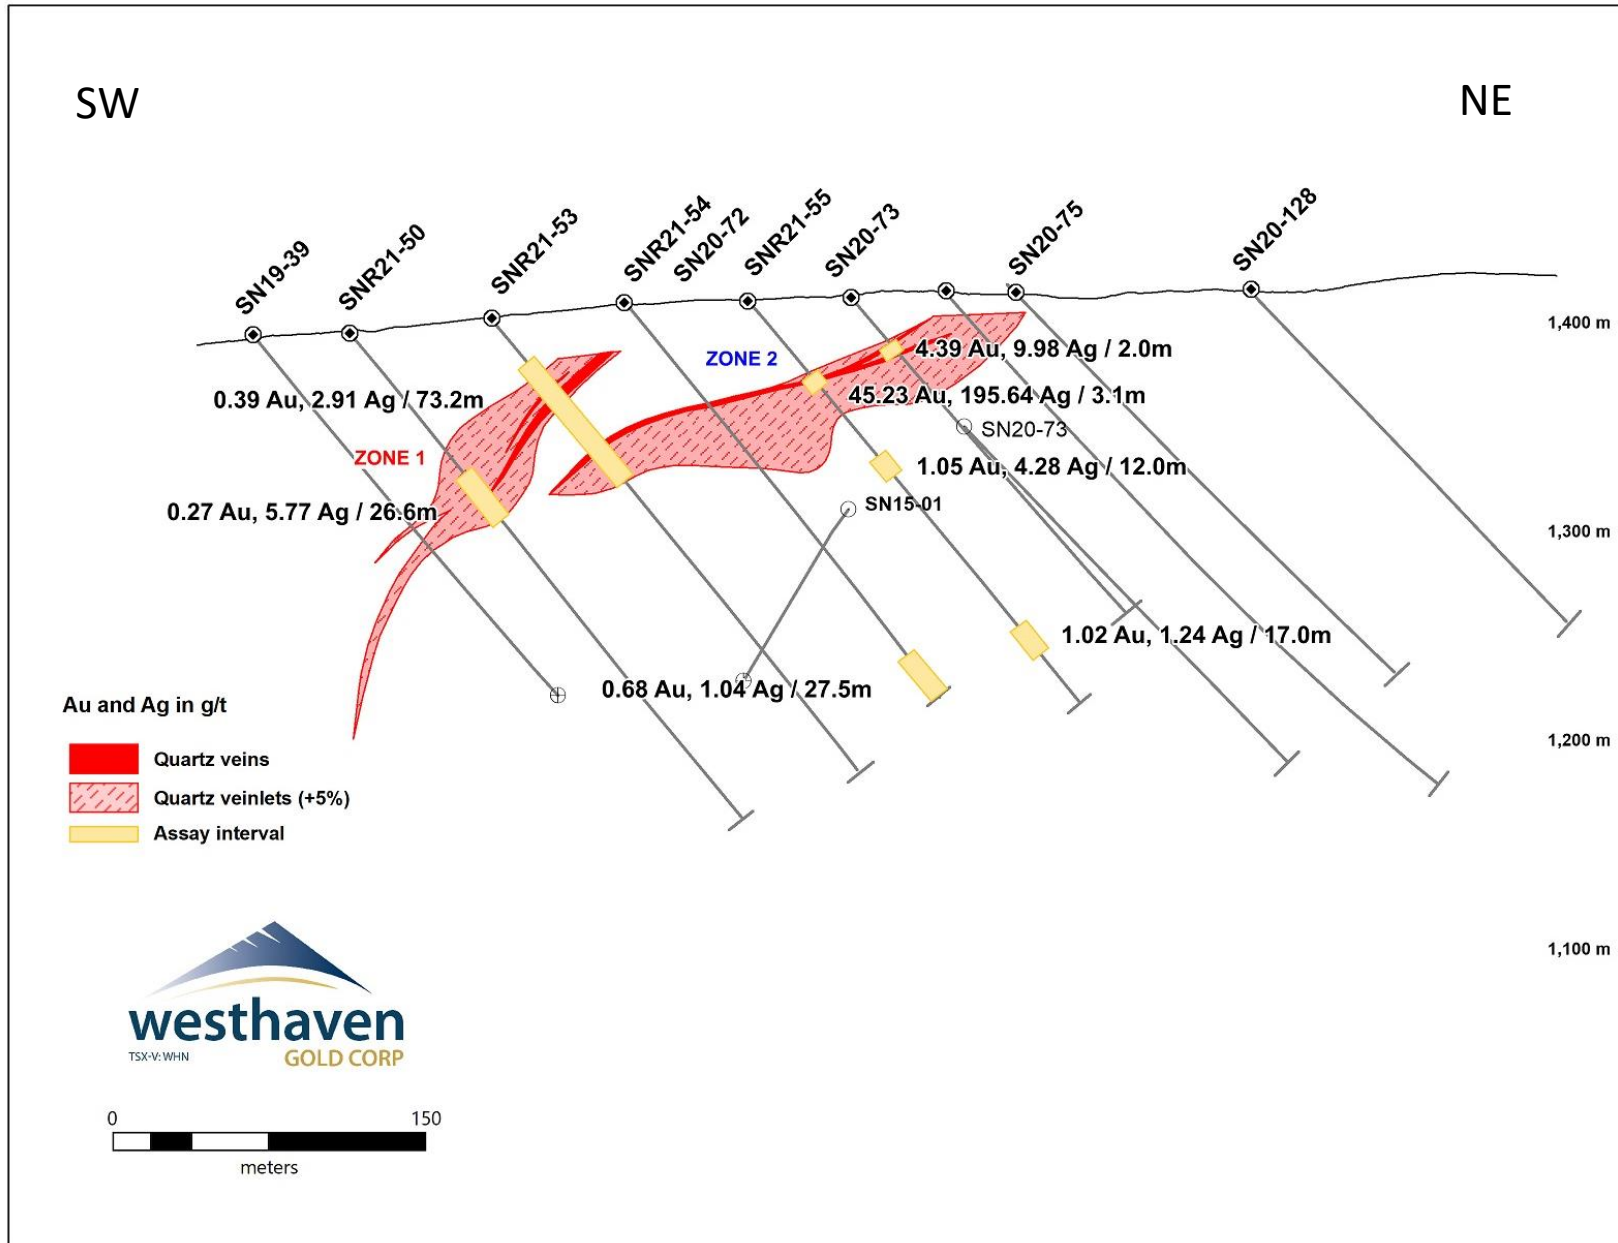 SW
NE
SN19-39
SNR21-50
SNR21-53
SNR21-54
SN20-72
SNR21-55
SN20-73
SN20-75
SN20-128
1,400 m
ZONE 2
4.39 Au, 9.98 Ag / 2.0m
0.39 Au, 2.91 Ag / 73.2m
45.23 Au, 195.64 Ag / 3.1m
SN20-73
ZONE 1
1.05 Au, 4.28 Ag / 12.0m
SN15-01
0.27 Au, 5.77 Ag / 26.6m
1,300 m
1.02 Au, 1.24 Ag / 17.0m
0.68 Au, 1.04 Ag / 27.5m
1,200 m
Au and Ag in g/t
Quartz veins
Quartz veinlets (+5%)
Assay interval
1,100 m
westhaven
TSX-V: WHN
GOLD CORP
0 150
meters